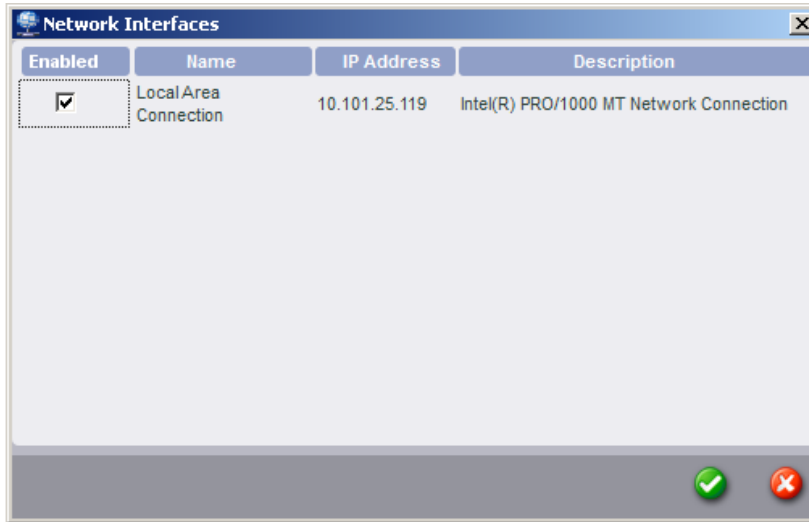 Network Interfaces
Enabled Name IP Address Description
Local Area
Connection
10.101.25.119 Intel(R) PRO/1000 MT Network Connection